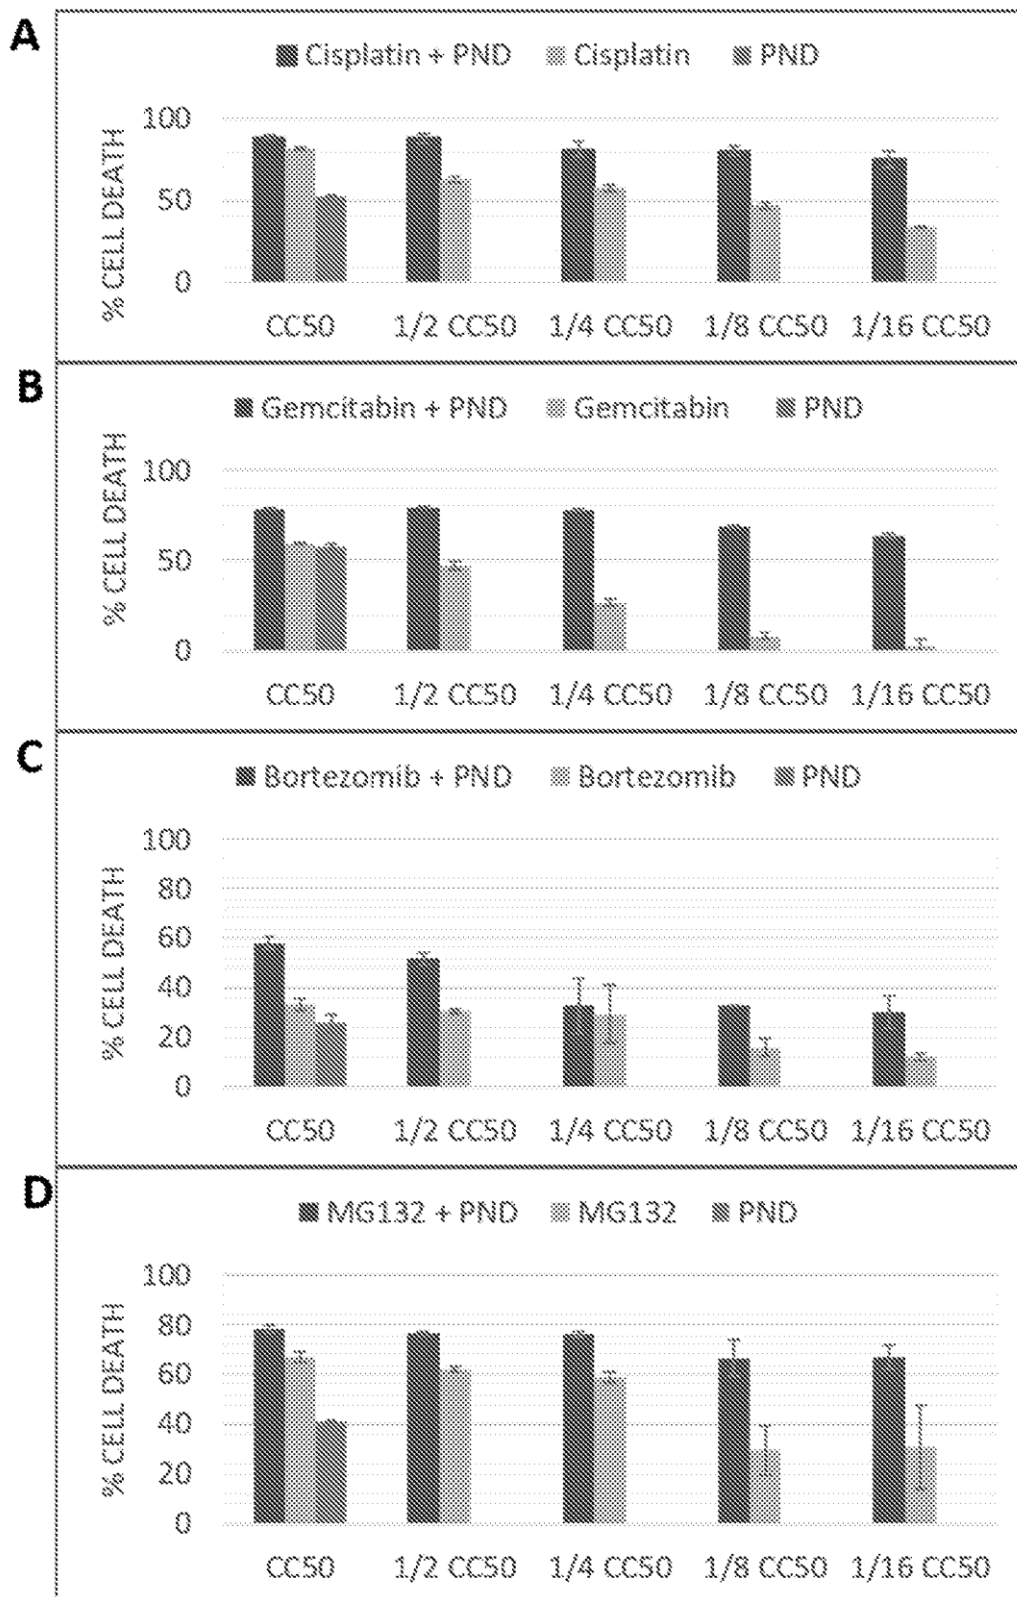 A
Cisplatin + PND Cisplatin PND
% CELL DEATH
100
50
0
CC50 1/2 CC50 1/4 CC50 1/8 CC50 1/16 CC50
B
Gemcitabin + PND Gemcitabin PND
% CELL DEATH
100
50
0
CC50 1/2 CC50 1/4 CC50 1/8 CC50 1/16 CC50
C
Bortezomib + PND Bortezomib PND
% CELL DEATH
100
80
60
40
20
0
CC50 1/2 CC50 1/4 CC50 1/8 CC50 1/16 CC50
D
MG132 + PND MG132 PND
% CELL DEATH
100
80
60
40
20
0
CC50 1/2 CC50 1/4 CC50 1/8 CC50 1/16 CC50